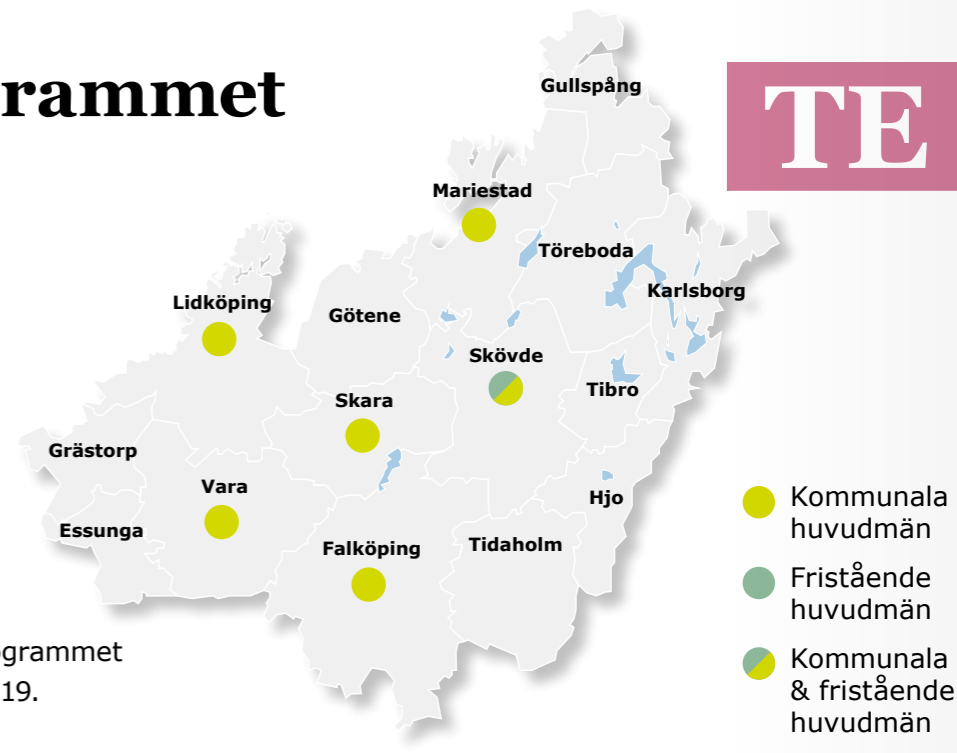 rammet
TE
Gullspång
Mariestad
Töreboda
Karlsborg
Lidköping
Götene
Skövde
Tibro
Skara
Grästorp
Vara
Hjo
Essunga
Falköping
Tidaholm
Kommunala
huvudmän
Fristående
huvudmän
Kommunala
& fristående
huvudmän
grammet
19.